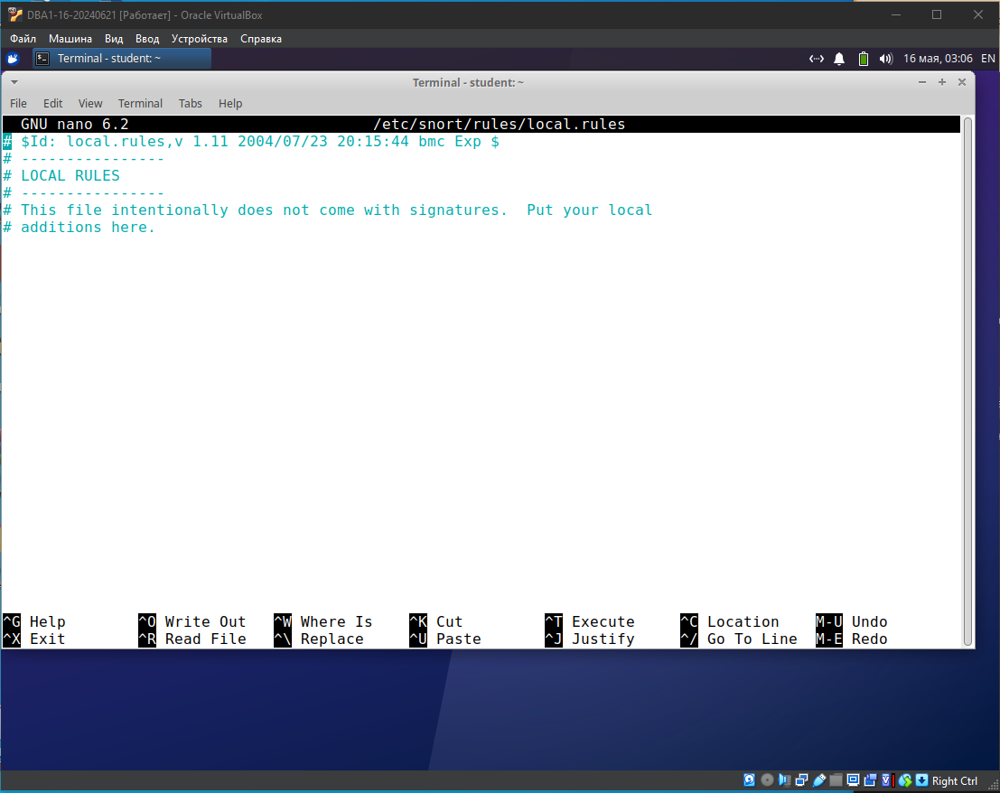 DBA1-16-20240621 [Работает] - Oracle VirtualBox
Файл Машина Вид Ввод Устройства Справка
Terminal - student: ~ 16 мая, 03:06 EN
Terminal - student: ~
File Edit View Terminal Tabs Help
GNU nano 6.2 /etc/snort/rules/local.rules
# $Id: local.rules,v 1.11 2004/07/23 20:15:44 bmc Exp $
# ----------------
# LOCAL RULES
# ----------------
# This file intentionally does not come with signatures.  Put your local
# additions here.
^G Help ^O Write Out ^W Where Is ^K Cut ^T Execute ^C Location M-U Undo
^X Exit ^R Read File ^\ Replace ^U Paste ^J Justify ^/ Go To Line M-E Redo
Right Ctrl